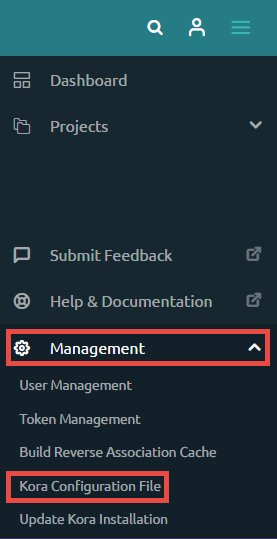 Dashboard
Projects
Submit Feedback
Help & Documentation
Management
User Management
Token Management
Build Reverse Association Cache
Kora Configuration File
Update Kora Installation